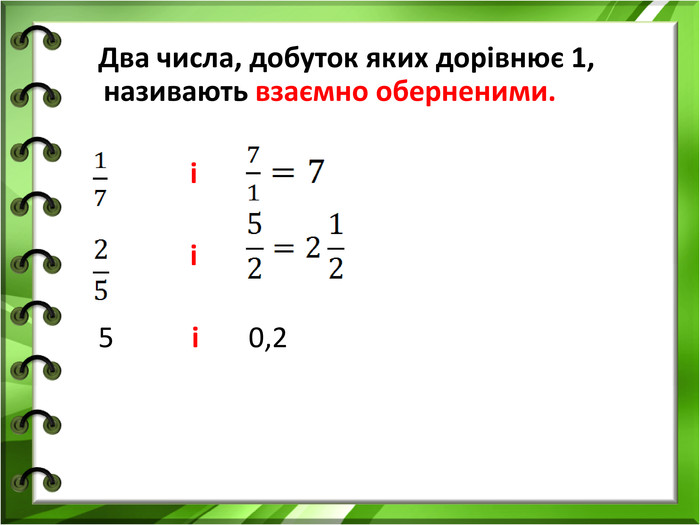 Два числа, добуток яких дорівнює 1,
називають взаємно оберненими.
1/7 і 7/1 = 7
2/5 і 5/2 = 2 1/2
5 і 0,2